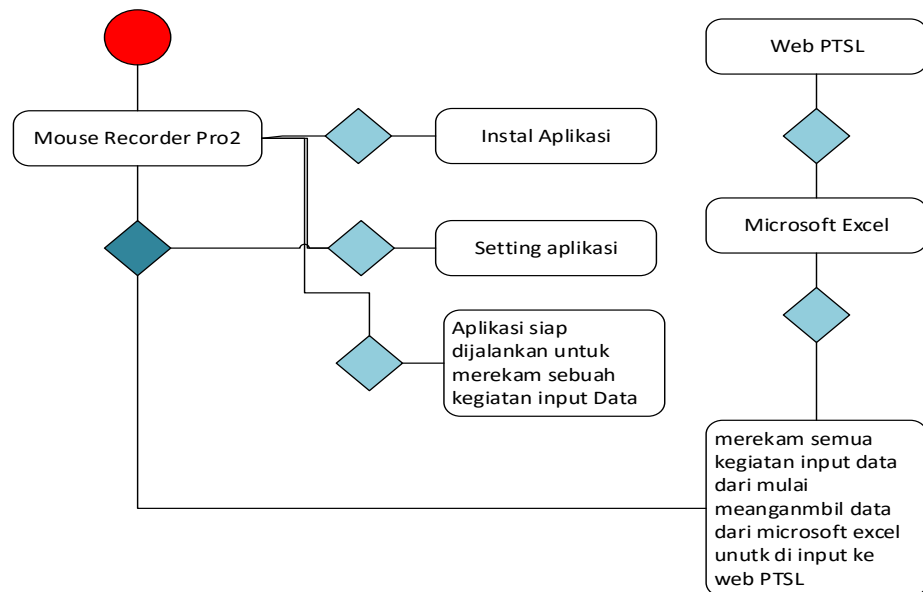 Mouse Recorder Pro2
Instal Aplikasi
Setting aplikasi
Aplikasi siap
dijalankan untuk
merekam sebuah
kegiatan input Data
Web PTSL
Microsoft Excel
merekam semua
kegiatan input data
dari mulai
meanganmbil data
dari microsoft excel
unutk di input ke
web PTSL